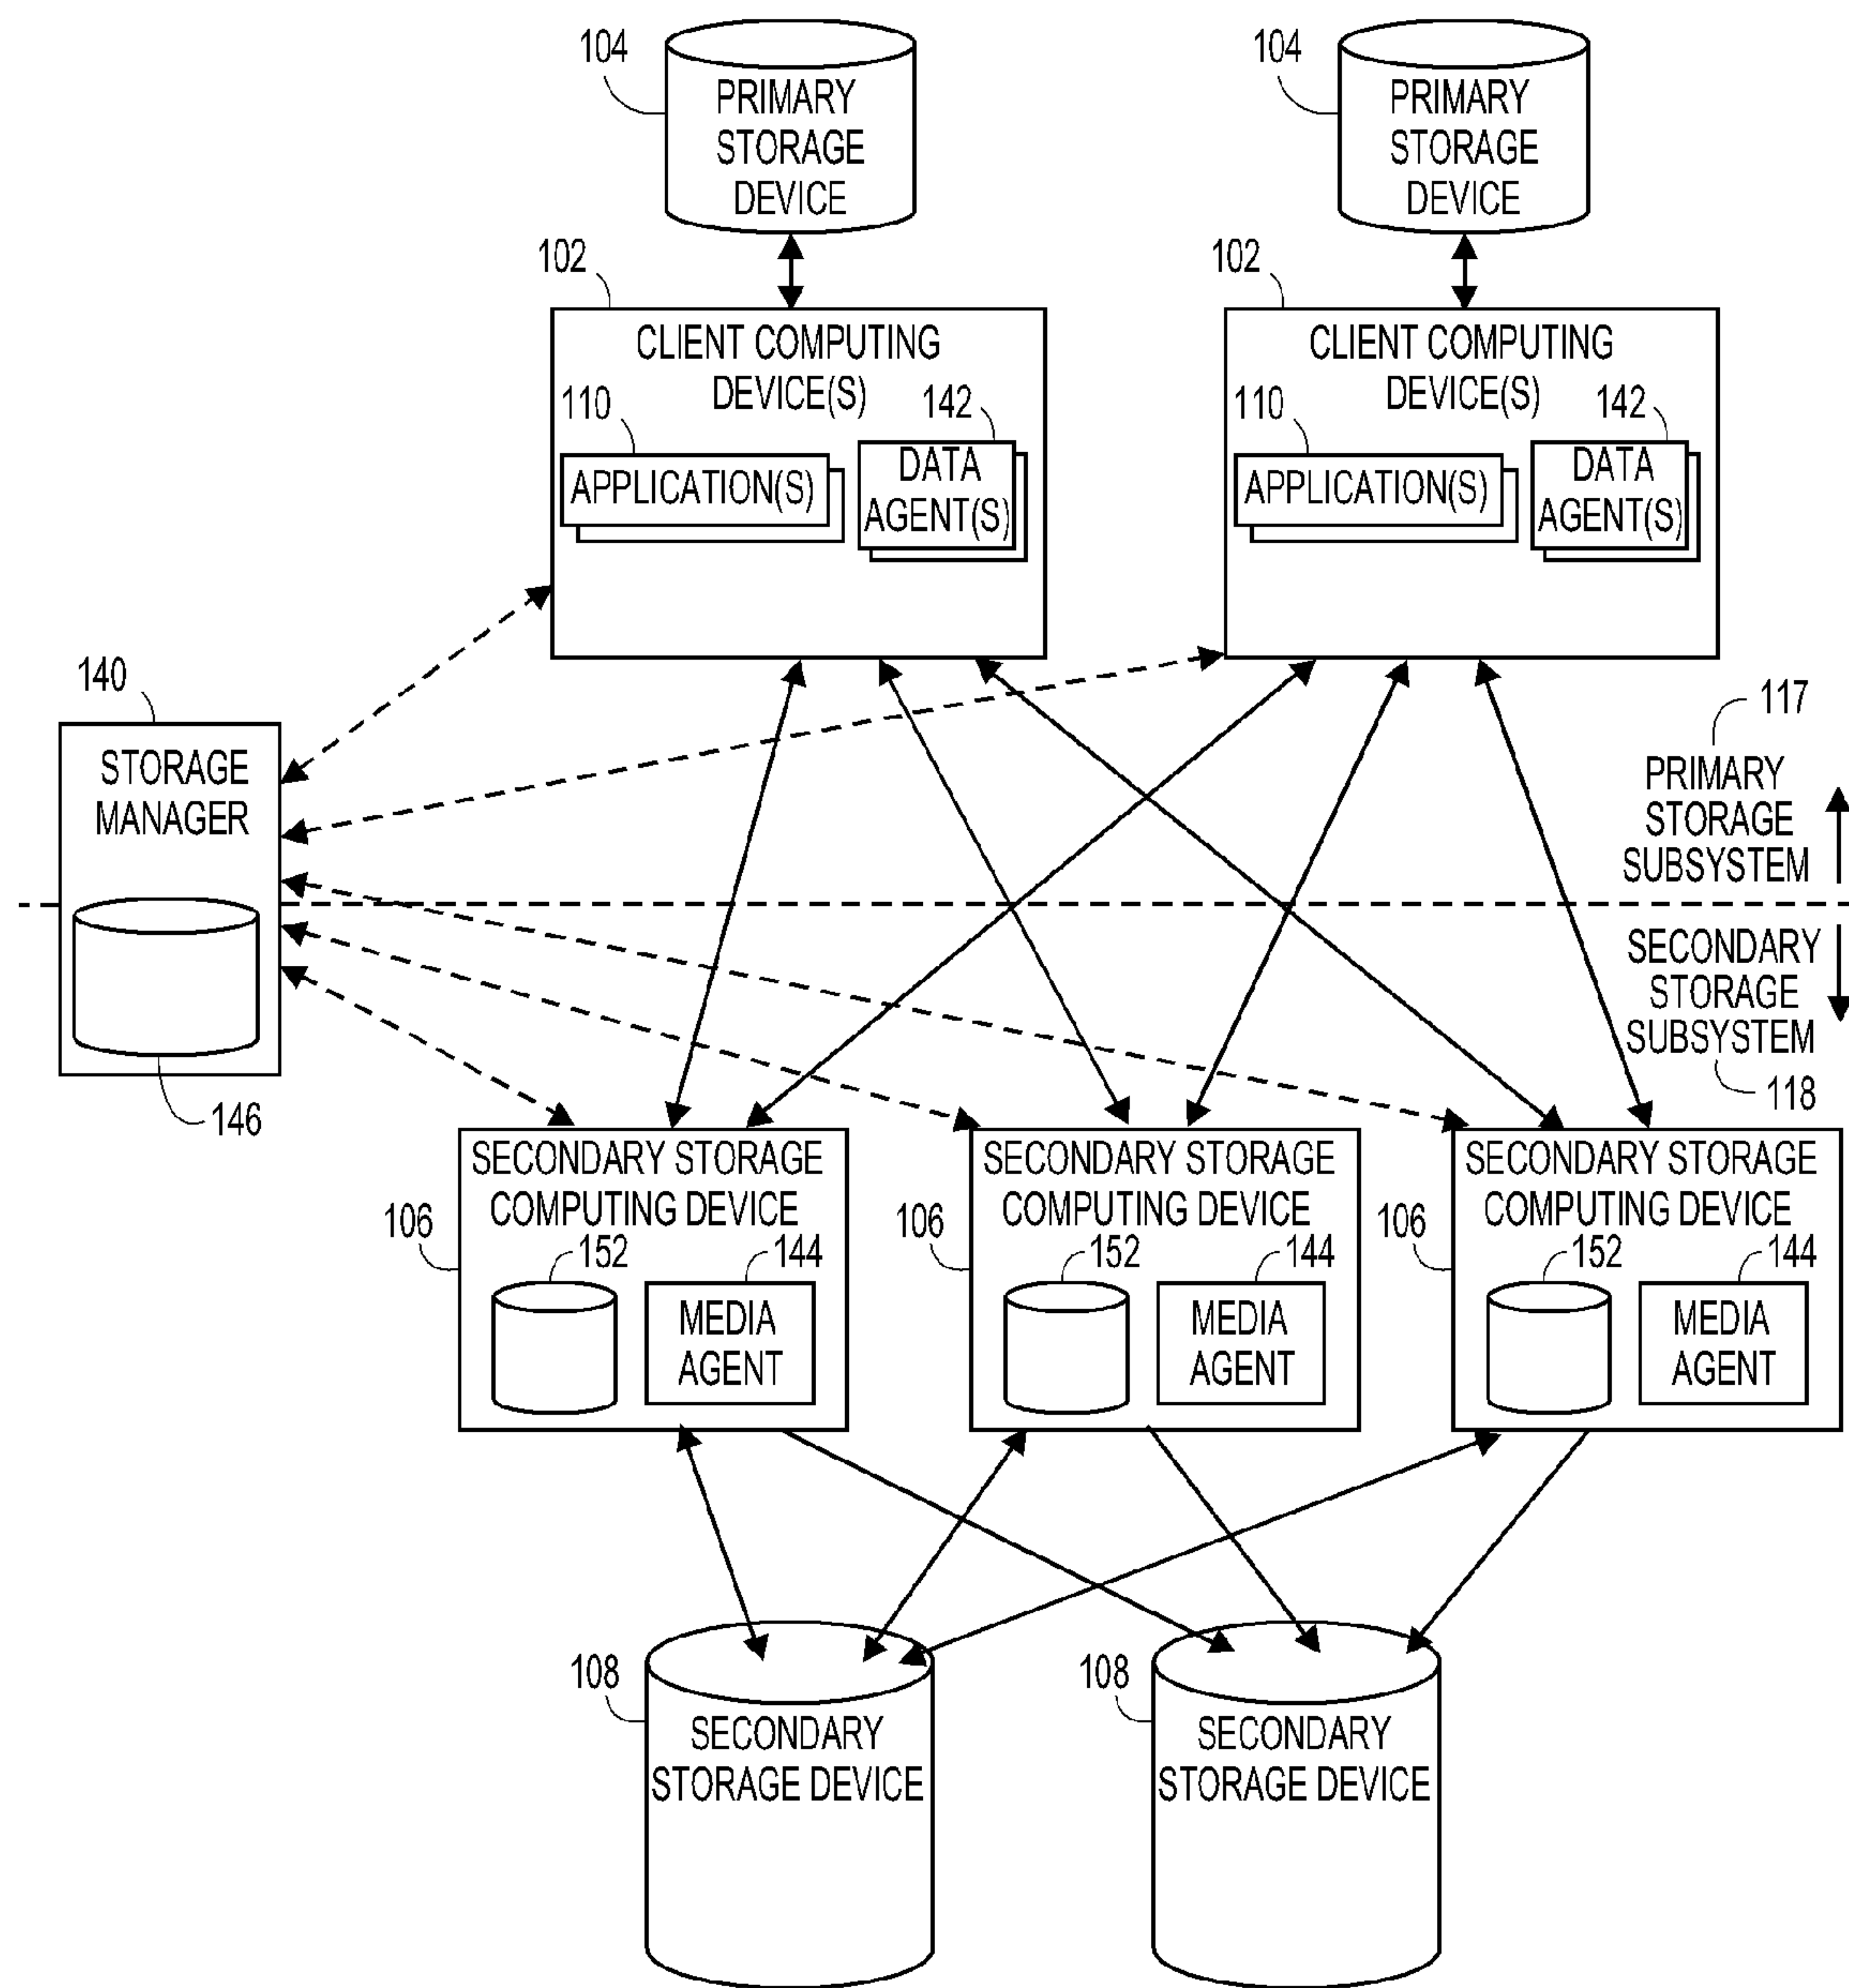 104
PRIMARY
STORAGE
DEVICE
104
PRIMARY
STORAGE
DEVICE
102
CLIENT COMPUTING
DEVICE(S)
110
APPLICATION(S)
142
DATA
AGENT(S)
102
CLIENT COMPUTING
DEVICE(S)
110
APPLICATION(S)
142
DATA
AGENT(S)
140
STORAGE
MANAGER
146
117
PRIMARY
STORAGE
SUBSYSTEM
SECONDARY
STORAGE
SUBSYSTEM
118
SECONDARY STORAGE
COMPUTING DEVICE
106
152
144
MEDIA
AGENT
SECONDARY STORAGE
COMPUTING DEVICE
106
152
144
MEDIA
AGENT
SECONDARY STORAGE
COMPUTING DEVICE
106
152
144
MEDIA
AGENT
108
SECONDARY
STORAGE DEVICE
108
SECONDARY
STORAGE DEVICE